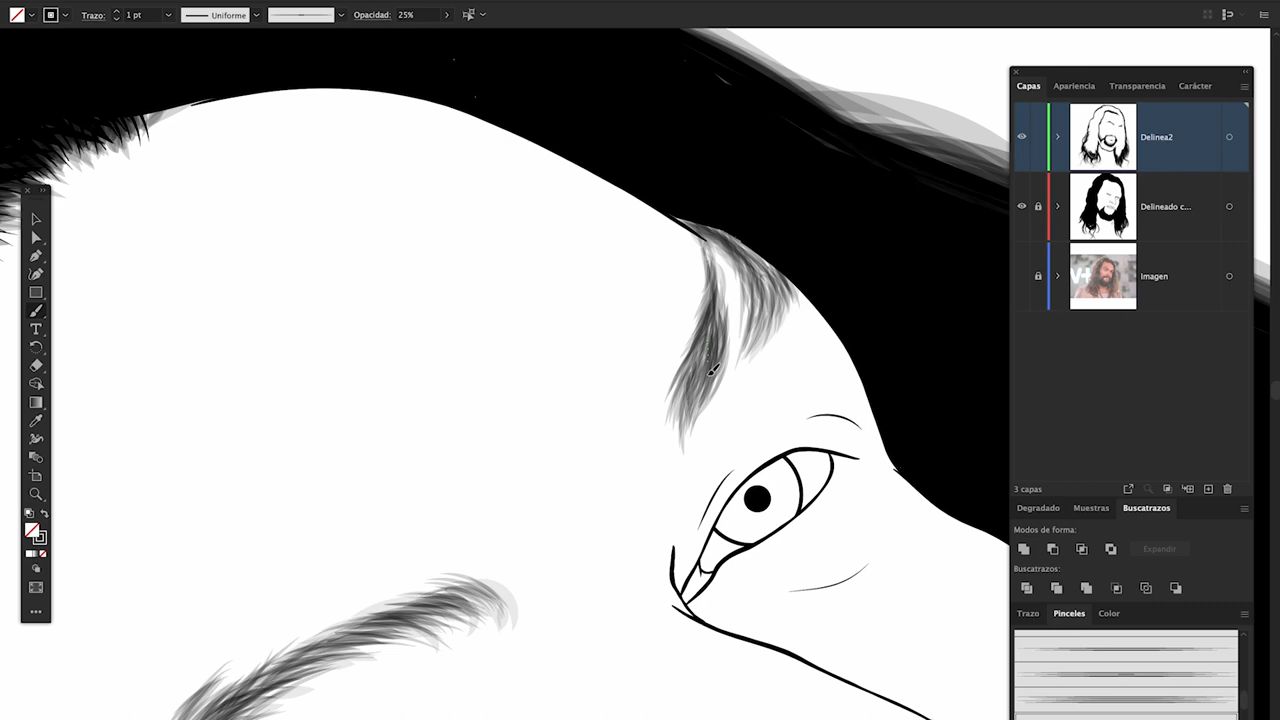 Trazo: 1 pt Uniforme Opacidad: 25%
Capas Apariencia Transparencia Carácter
Delinea2
Delineado c...
Imagen
3 capas
Degradado Muestras Buscatrazos
Modos de forma:
Expandir
Buscatrazos:
Trazo Pinceles Color